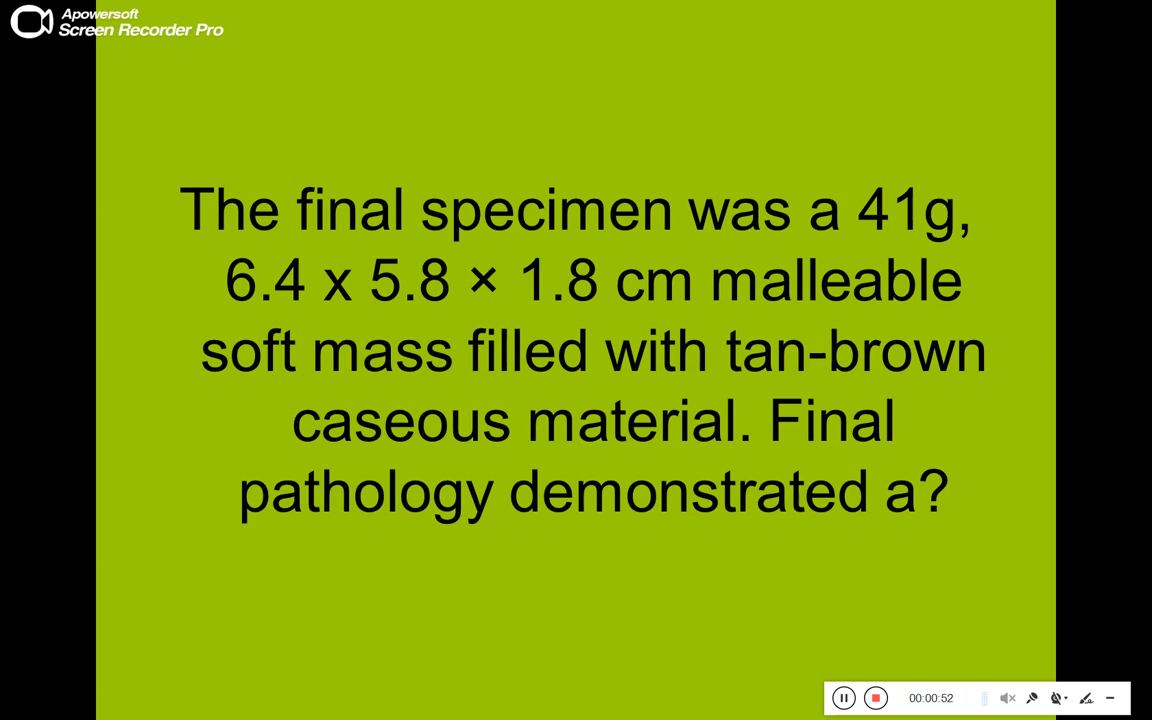 Apowersoft
Screen Recorder Pro
The final specimen was a 41g,
6.4 x 5.8 × 1.8 cm malleable
soft mass filled with tan-brown
caseous material. Final
pathology demonstrated a?
00:00:52